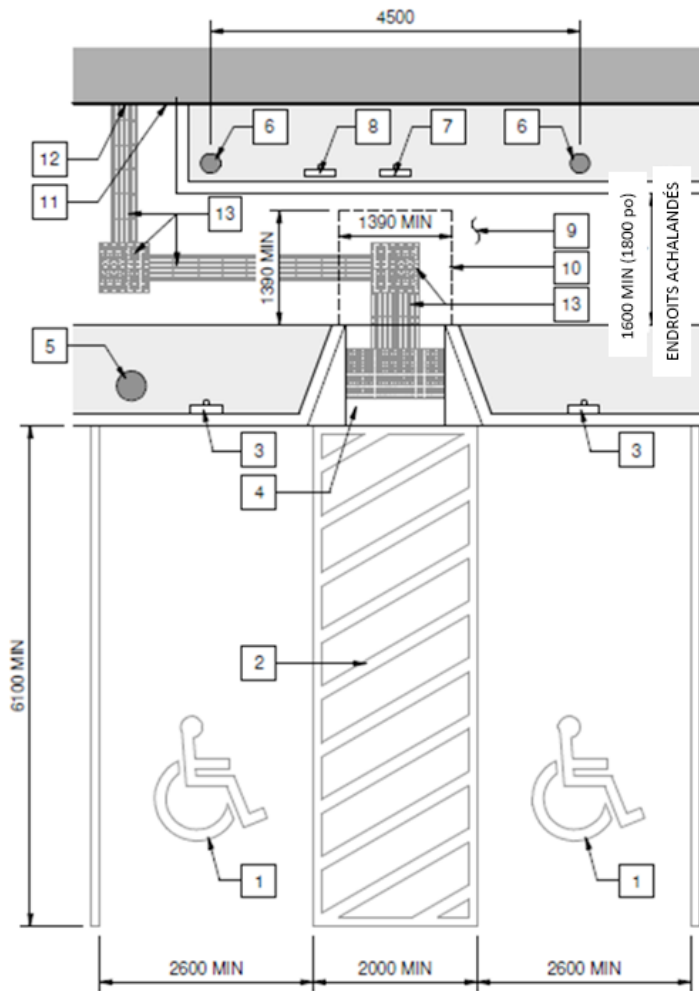 4500
6
8
7
6
12
11
13
1390 MIN
9
1390 MIN
10
1600 MIN (1800 po)
ENDROITS ACHALANDÉS
13
5
3
3
4
6100 MIN
2
1
1
2600 MIN
2000 MIN
2600 MIN